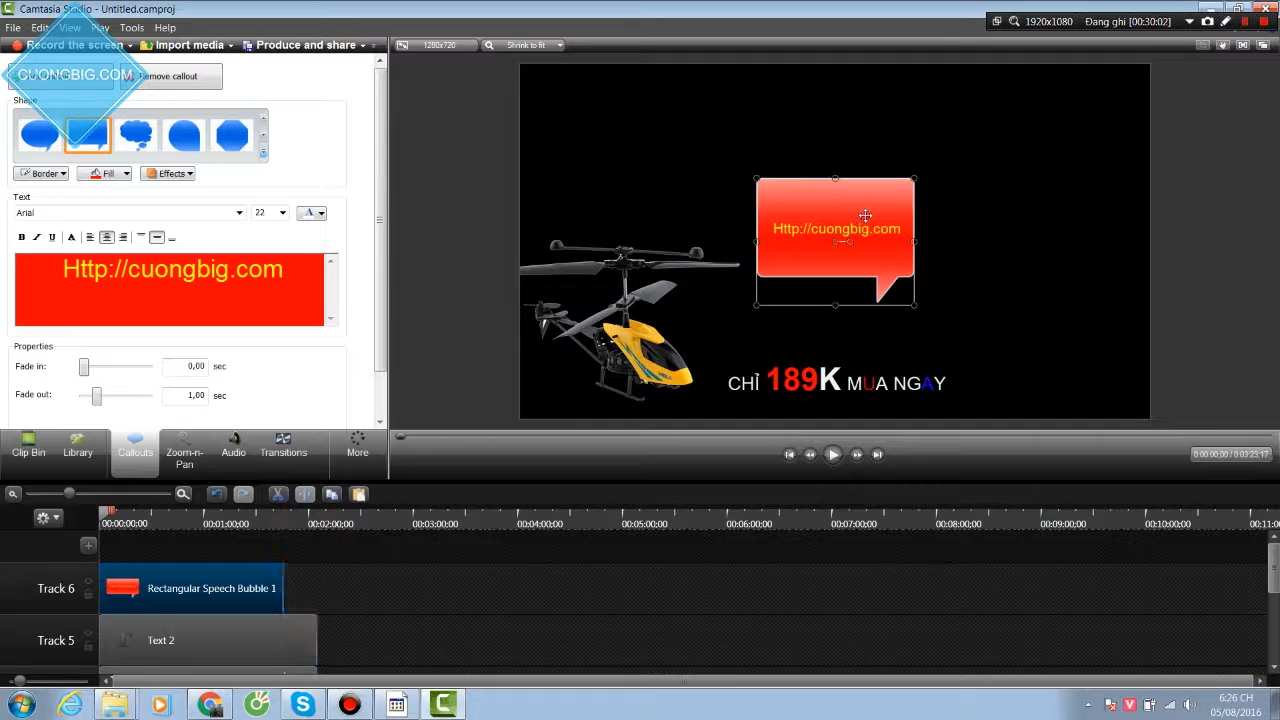 Camtasia Studio - Untitled.camproj
File Edit View Play Tools Help
1920x1080 Đang ghi [00:30:02]
Record the screen Import media Produce and share
1280x720 Shrink to fit
CUONGBIG.COM
Remove callout
Shape
Border Fill Effects
Text
Arial 22 A
B I U A
Http://cuongbig.com
Http://cuongbig.com
CHỈ 189K MUA NGAY
Properties
Fade in: 0,00 sec
Fade out: 1,00 sec
Clip Bin Library Callouts Zoom-n-Pan Audio Transitions More
0:00:00;00 / 0:03:23;17
00:00:00;00 00:01:00;00 00:02:00;00 00:03:00;00 00:04:00;00 00:05:00;00 00:06:00;00 00:07:00;00 00:08:00;00 00:09:00;00 00:10:00;00 00:11:0
Track 6 Rectangular Speech Bubble 1
Track 5 Text 2
6:26 CH
05/08/2016